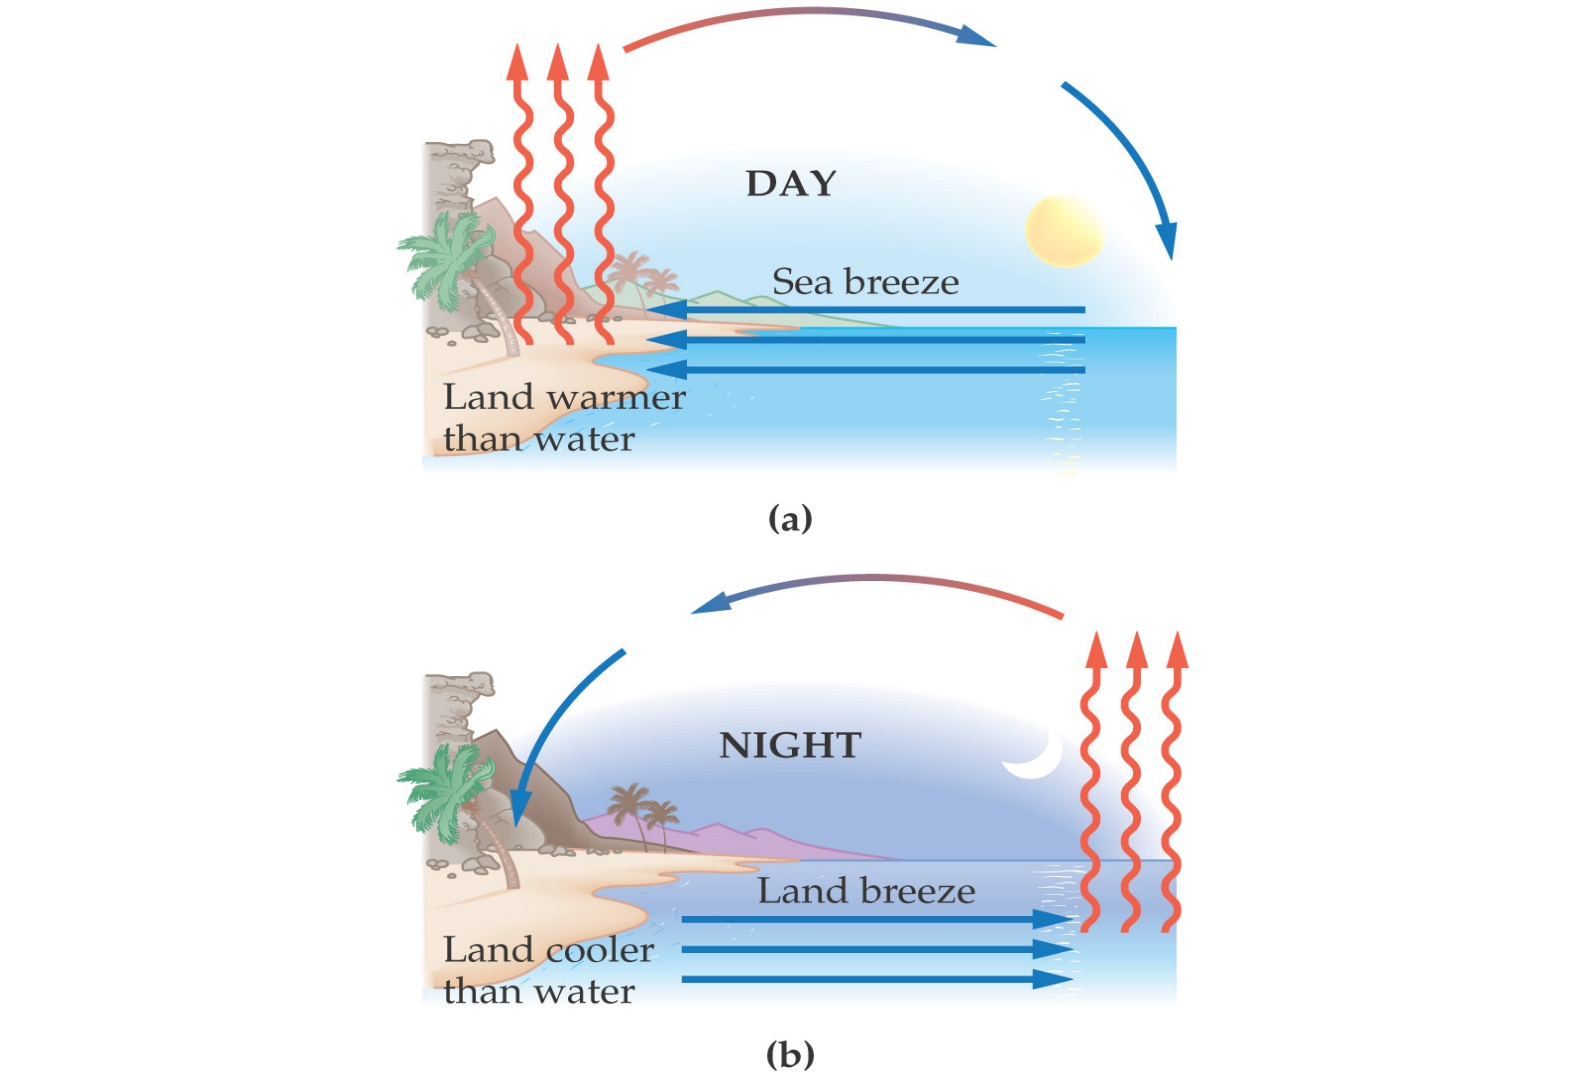 DAY
Sea breeze
Land warmer
than water
(a)
NIGHT
Land breeze
Land cooler
than water
(b)